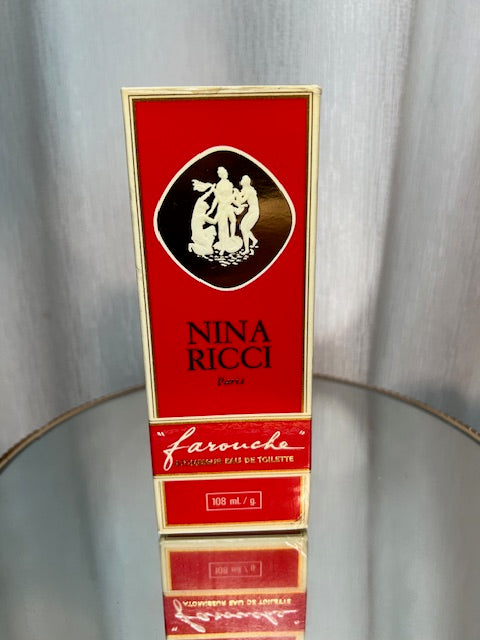 NINA
RICCI
Paris
"farouche"
EAU DE TOILETTE
108 ml. / g.